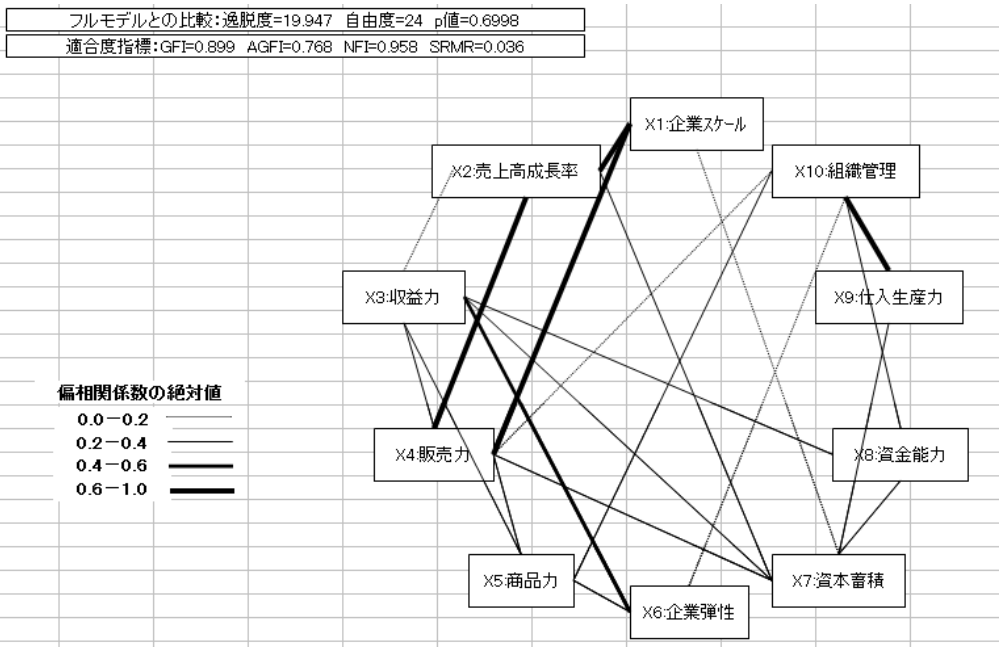 フルモデルとの比較：逸脱度=19.947 自由度=24 p値=0.6998
適合度指標：GFI=0.899 AGFI=0.768 NFI=0.958 SRMR=0.036
X1:企業スケール
X2:売上高成長率
X10:組織管理
X3:収益力
X9:仕入生産力
偏相関係数の絶対値
0.0－0.2
0.2－0.4
0.4－0.6
0.6－1.0
X4:販売力
X8:資金能力
X5:商品力
X7:資本蓄積
X6:企業弾性